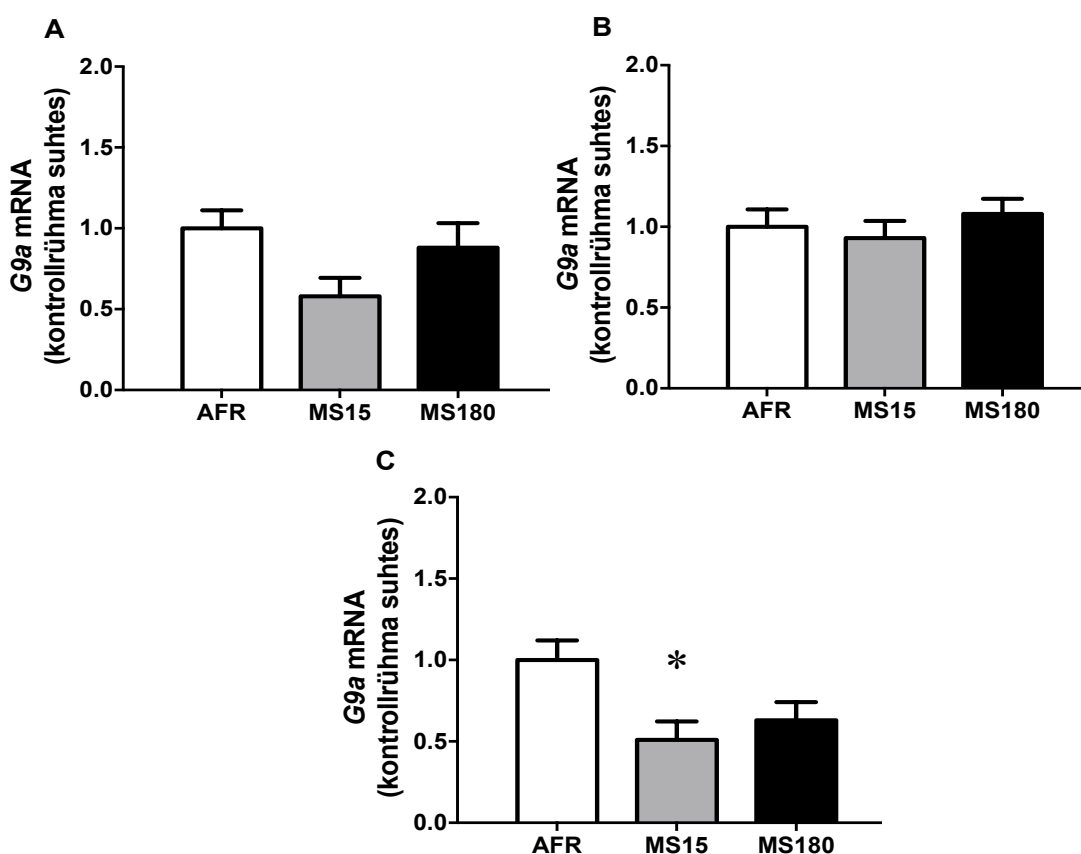 A
G9a mRNA
(kontrollrühma suhtes)
2.0
1.5
1.0
0.5
0.0
AFR MS15 MS180
B
G9a mRNA
(kontrollrühma suhtes)
2.0
1.5
1.0
0.5
0.0
AFR MS15 MS180
C
G9a mRNA
(kontrollrühma suhtes)
2.0
1.5
1.0
*
0.5
0.0
AFR MS15 MS180